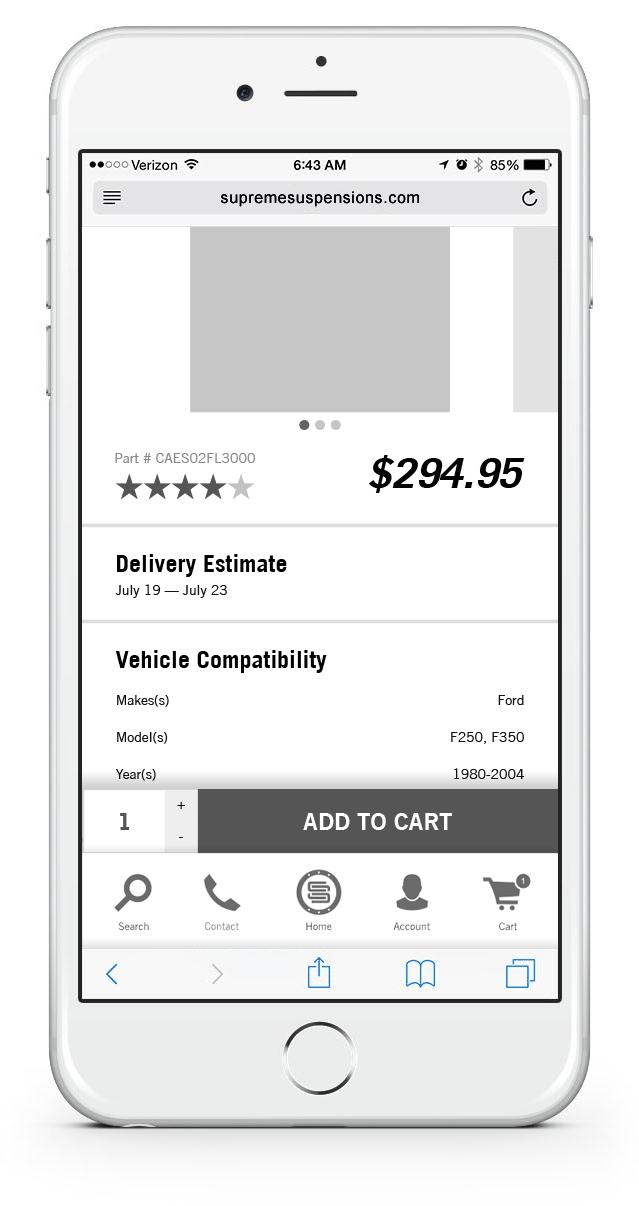 Verizon 6:43 AM 85%
supremesuspensions.com
Part # CAES02FL3000
$294.95
Delivery Estimate
July 19 — July 23
Vehicle Compatibility
Makes(s) Ford
Model(s) F250, F350
Year(s) 1980-2004
1 + - ADD TO CART
1
Search Contact Home Account Cart